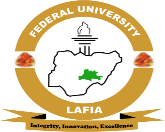 FEDERAL UNIVERSITY
LAFIA
Integrity, Innovation, Excellence